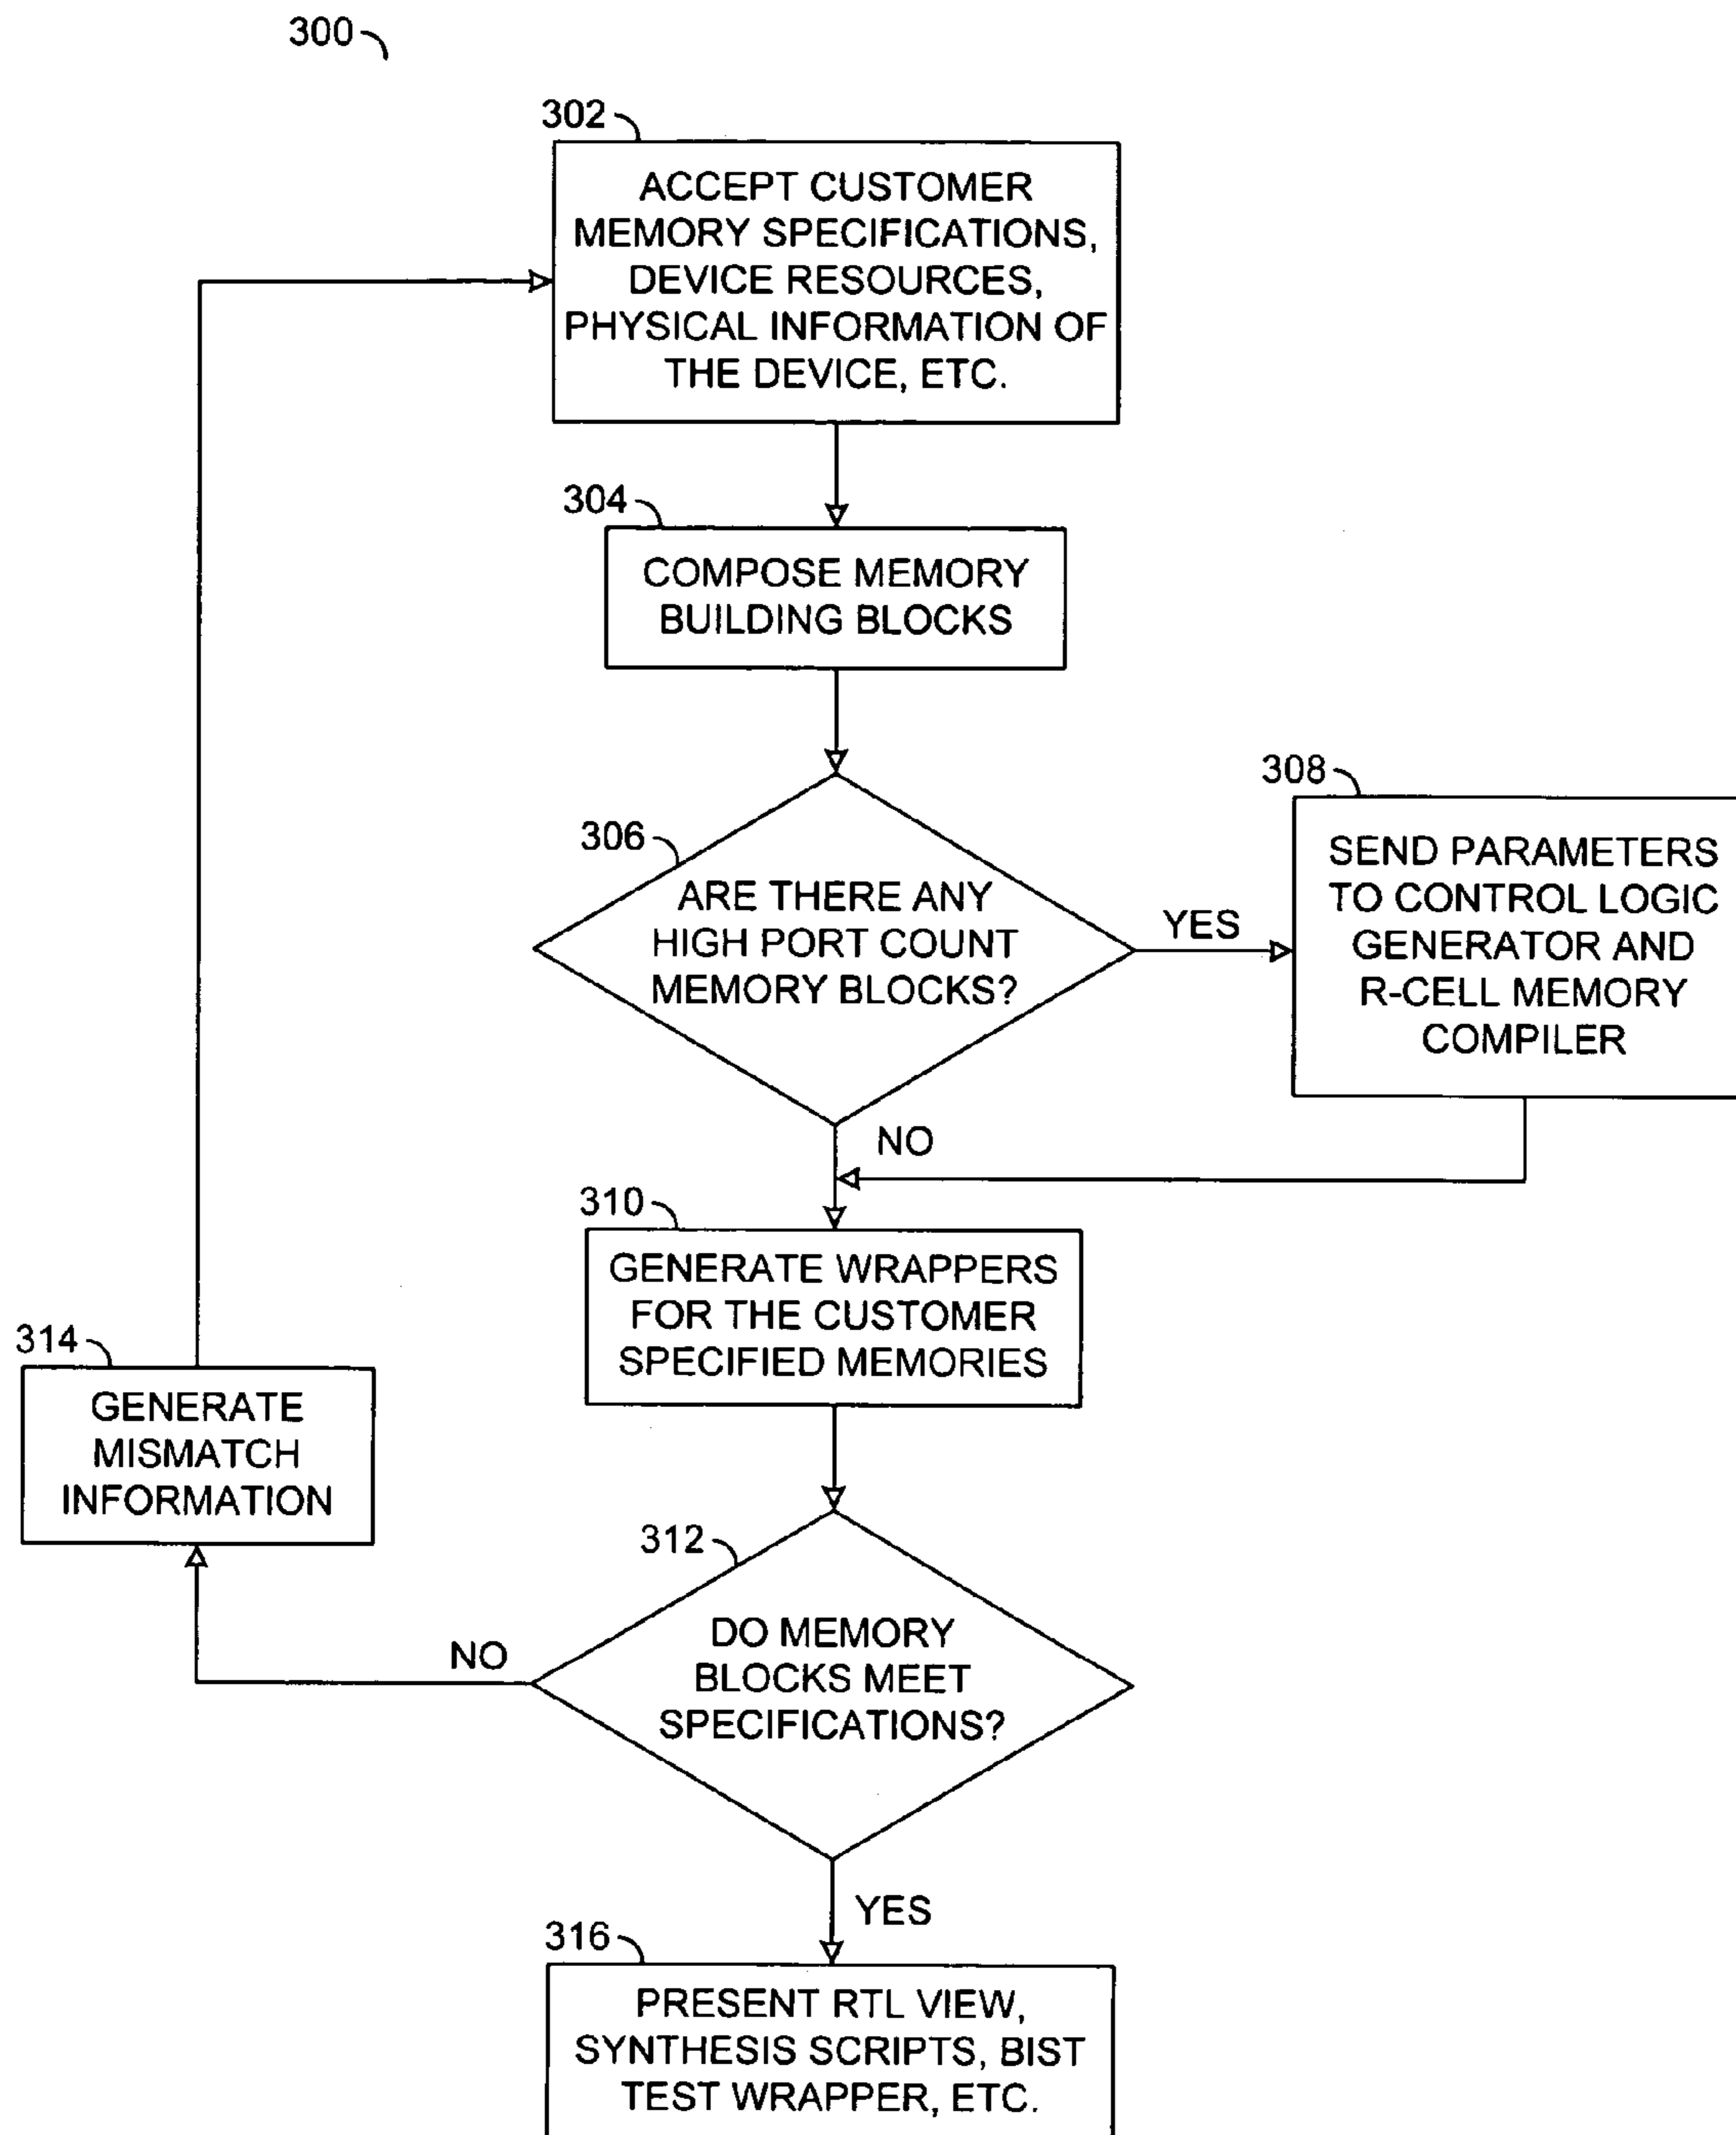 300
302
ACCEPT CUSTOMER
MEMORY SPECIFICATIONS,
DEVICE RESOURCES,
PHYSICAL INFORMATION OF
THE DEVICE, ETC.
304
COMPOSE MEMORY
BUILDING BLOCKS
306
ARE THERE ANY
HIGH PORT COUNT
MEMORY BLOCKS?
YES
308
SEND PARAMETERS
TO CONTROL LOGIC
GENERATOR AND
R-CELL MEMORY
COMPILER
NO
310
GENERATE WRAPPERS
FOR THE CUSTOMER
SPECIFIED MEMORIES
314
GENERATE
MISMATCH
INFORMATION
312
DO MEMORY
BLOCKS MEET
SPECIFICATIONS?
NO
YES
316
PRESENT RTL VIEW,
SYNTHESIS SCRIPTS, BIST
TEST WRAPPER, ETC.